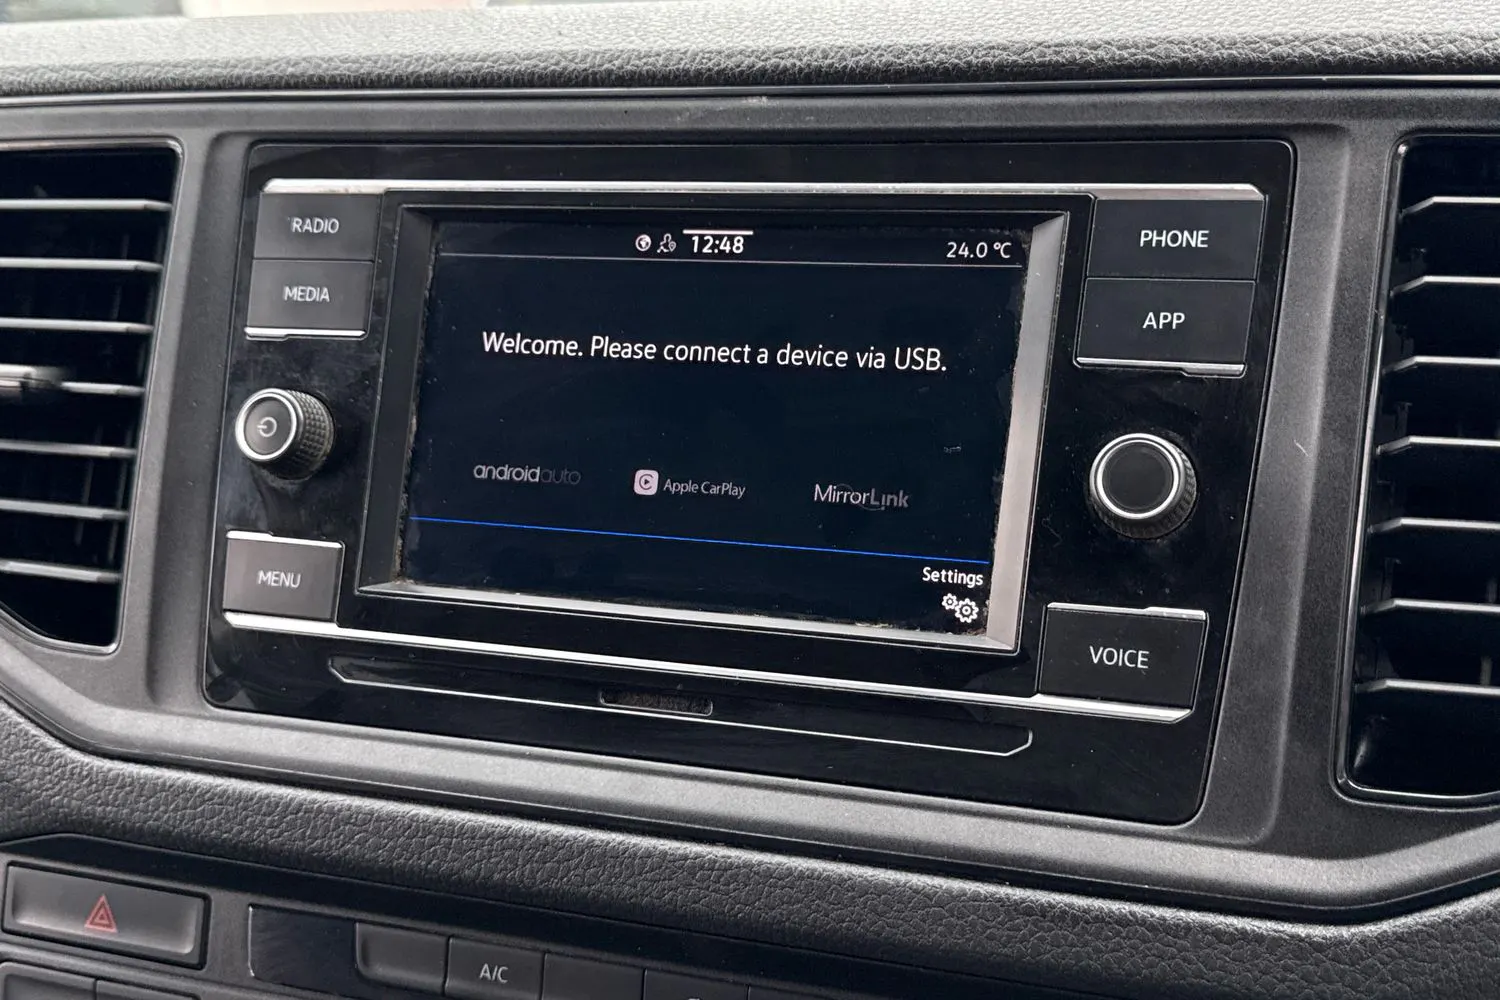 RADIO
MEDIA
MENU
12:48
24.0 °C
Welcome. Please connect a device via USB.
androidauto
Apple CarPlay
MirrorLink
Settings
PHONE
APP
VOICE
A/C